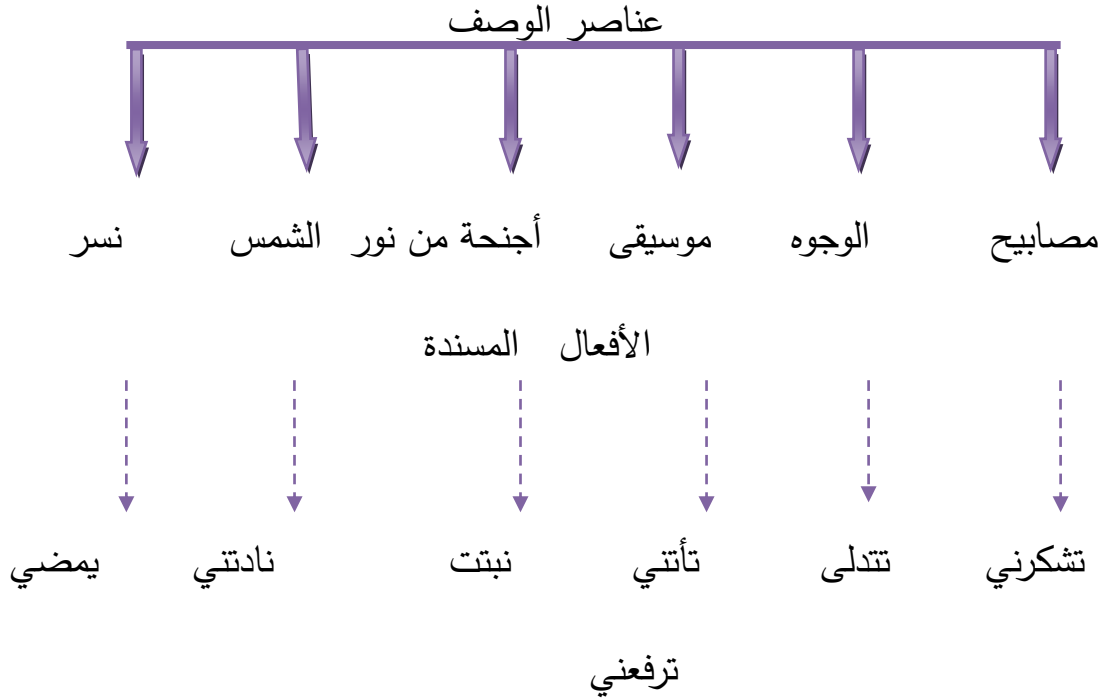 عناصر الوصف
مصابيح الوجوه موسيقى أجنحة من نور الشمس نسر
الأفعال المسندة
تشكرني تتدلى تأتني نبتت نادتني يمضي
ترفعني